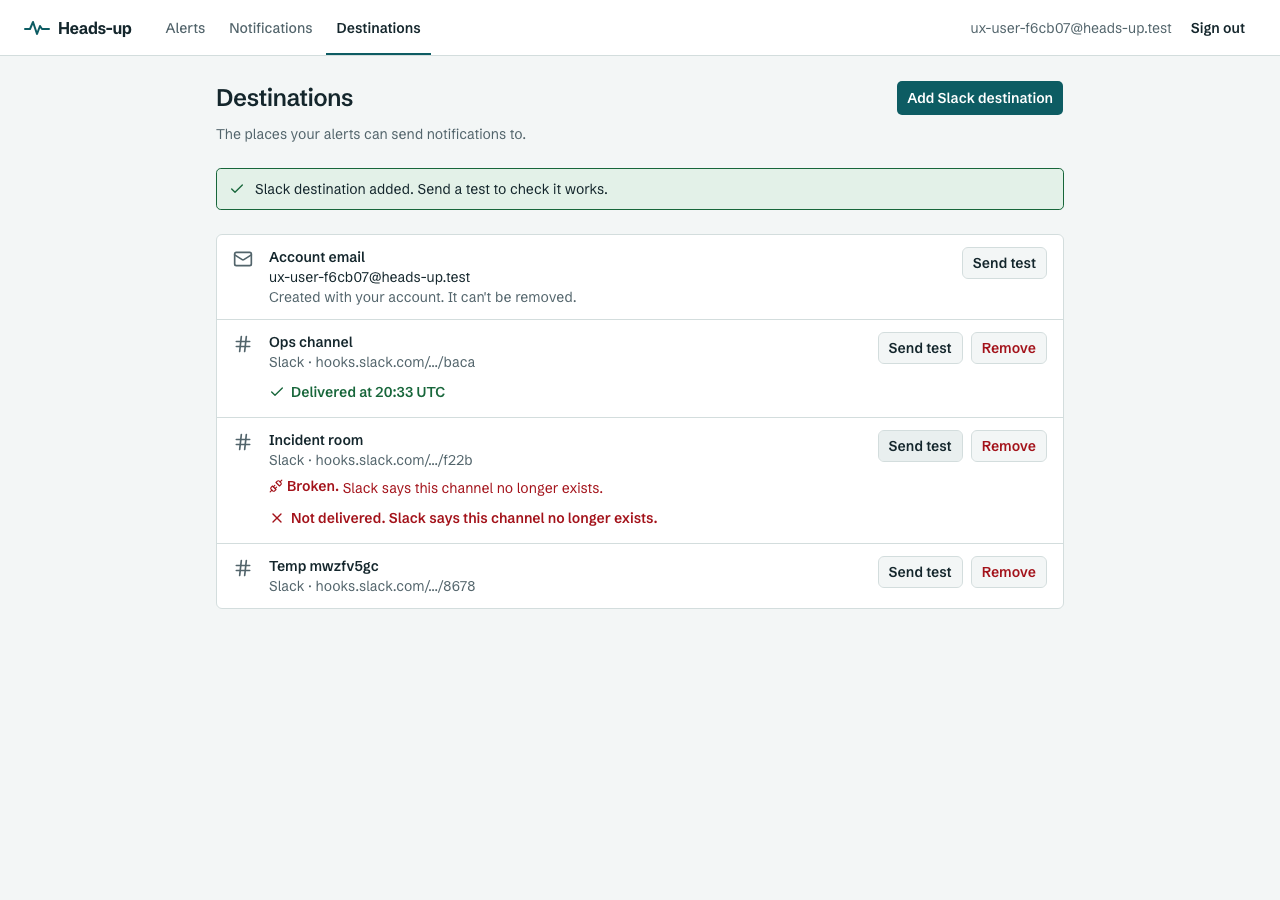 Heads-up Alerts Notifications Destinations ux-user-f6cb07@heads-up.test Sign out
Destinations Add Slack destination
The places your alerts can send notifications to.
Slack destination added. Send a test to check it works.
Account email Send test
ux-user-f6cb07@heads-up.test
Created with your account. It can't be removed.
Ops channel Send test Remove
Slack · hooks.slack.com/.../baca
Delivered at 20:33 UTC
Incident room Send test Remove
Slack · hooks.slack.com/.../f22b
Broken. Slack says this channel no longer exists.
Not delivered. Slack says this channel no longer exists.
Temp mwzfv5gc Send test Remove
Slack · hooks.slack.com/.../8678